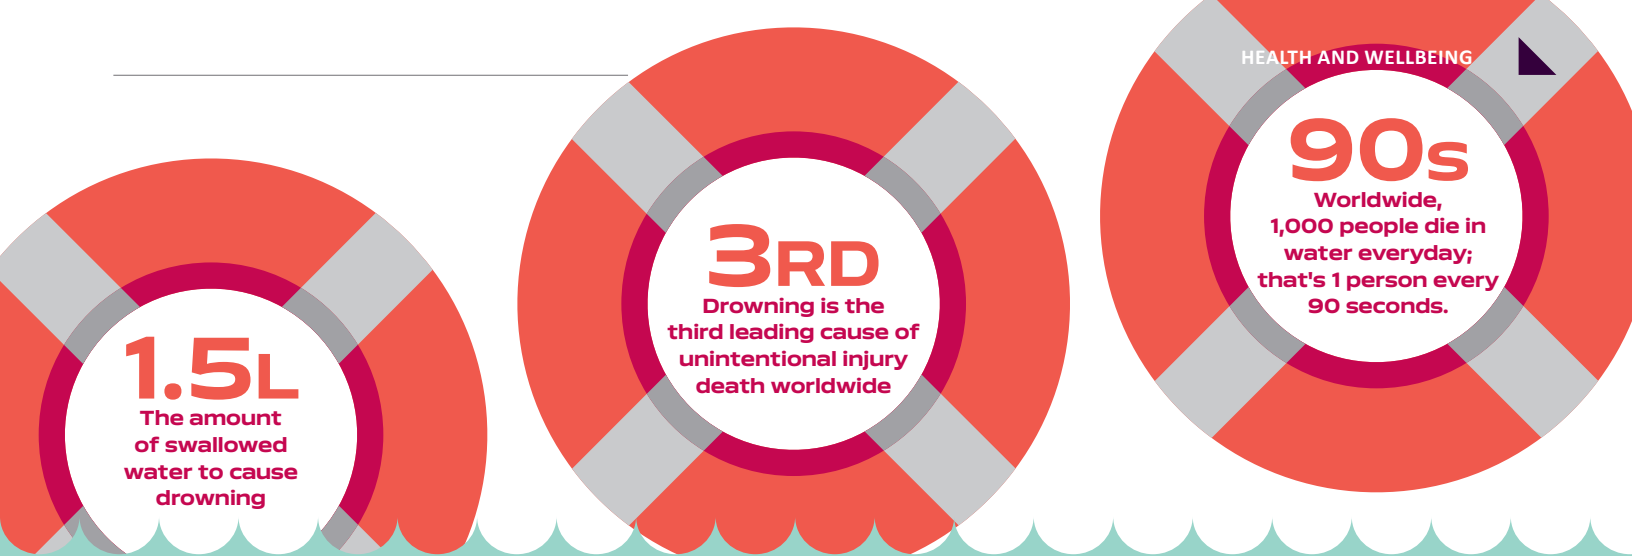 HEALTH AND WELLBEING
1.5L
The amount
of swallowed
water to cause
drowning
3RD
Drowning is the
third leading cause of
unintentional injury
death worldwide
90s
Worldwide,
1,000 people die in
water everyday;
that's 1 person every
90 seconds.